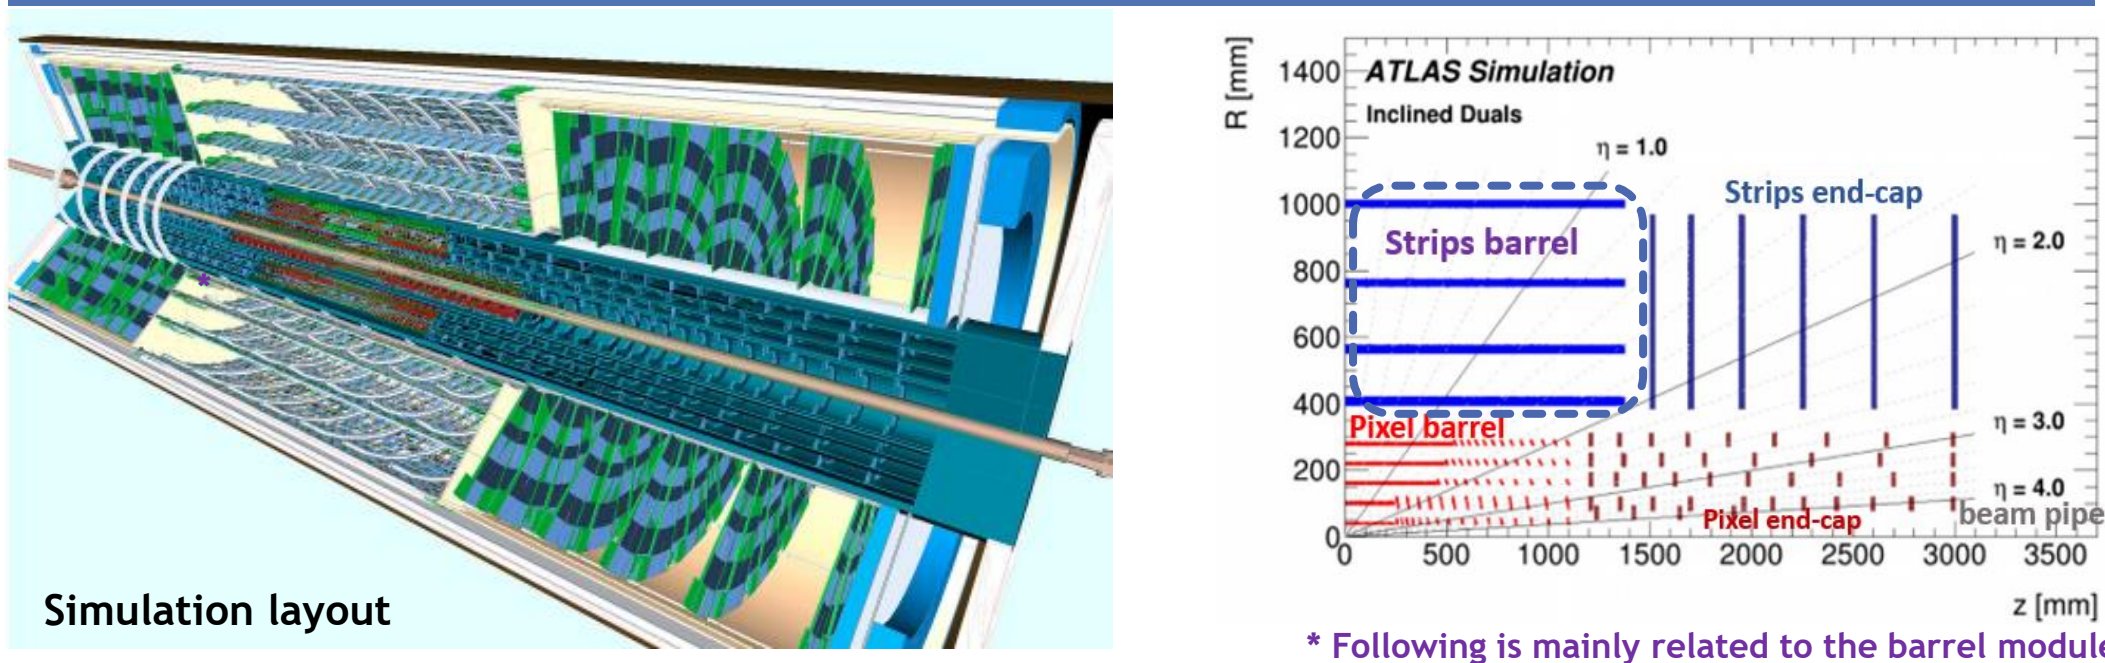 *
Simulation layout
R [mm]
1400
1200
1000
800
600
400
200
0
ATLAS Simulation
Inclined Duals
η = 1.0
Strips end-cap
Strips barrel
η = 2.0
Pixel barrel
η = 3.0
η = 4.0
Pixel end-cap
beam pipe
0 500 1000 1500 2000 2500 3000 3500
z [mm]
* Following is mainly related to the barrel module